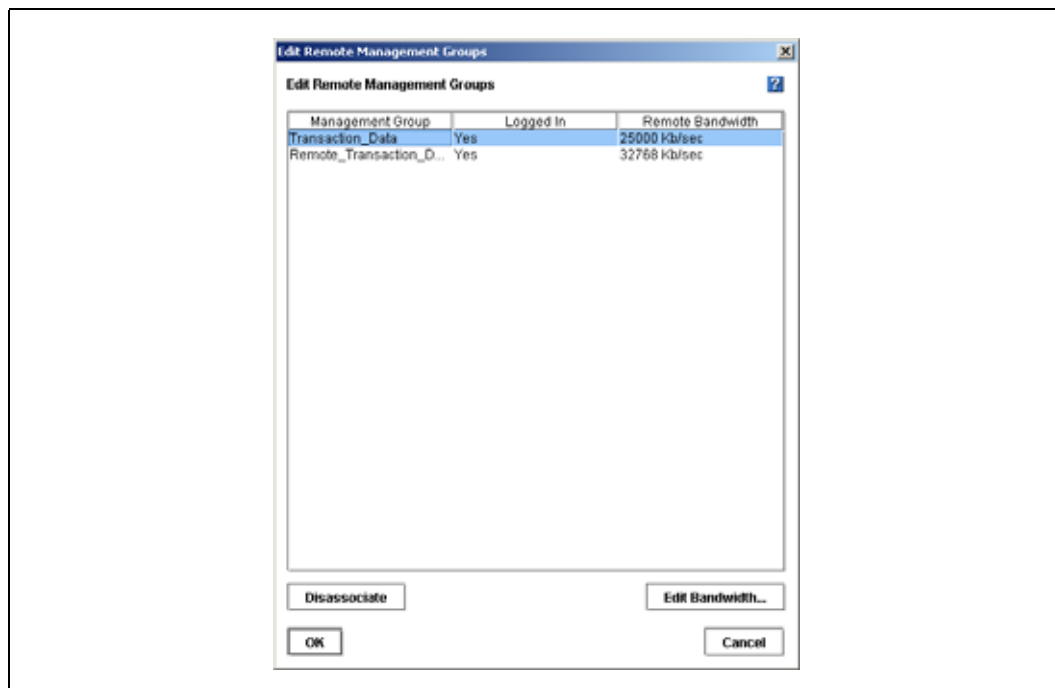 Edit Remote Management Groups
Edit Remote Management Groups
?
Management Group Logged In Remote Bandwidth
Transaction_Data Yes 25000 Kb/sec
Remote_Transaction_D... Yes 32768 Kb/sec
Disassociate Edit Bandwidth...
OK Cancel